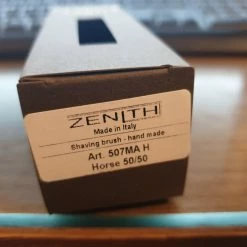 ZENITH
Made in Italy
Shaving brush - hand made
Art. 507MA H
Horse 50/50